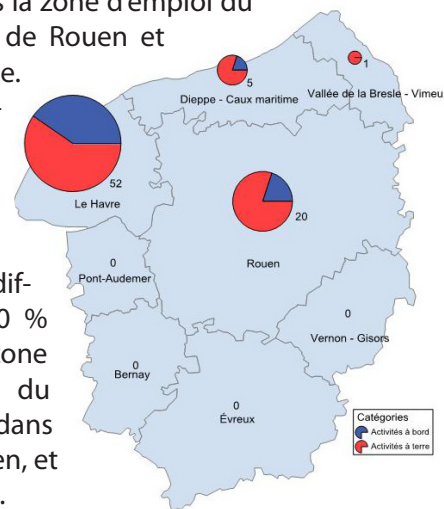 s la zone d'emploi du
de Rouen et
e.
5
Dieppe - Caux maritime
1
Vallée de la Bresle - Vimeu
52
Le Havre
20
Rouen
0
Pont-Audemer
dif-
0 %
zone
du
dans
en, et
.
0
Vernon - Gisors
0
Bernay
0
Évreux
Catégories
Activités à bord
Activités à terre